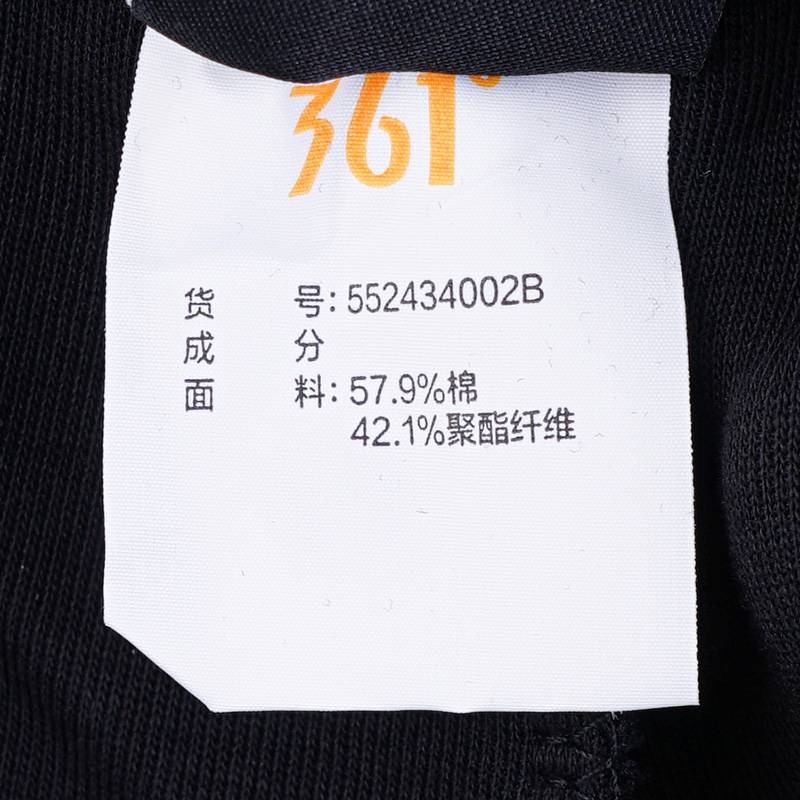 361°
货 号: 552434002B
成 分
面 料: 57.9%棉
42.1%聚酯纤维